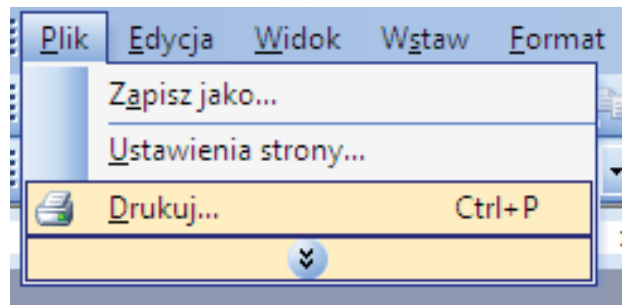 Plik Edycja Widok Wstaw Format
Zapisz jako...
Ustawienia strony...
Drukuj... Ctrl+P